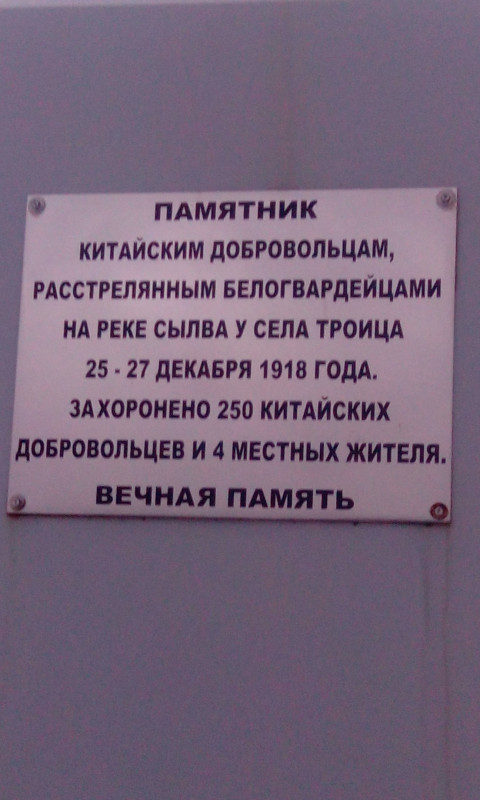 ПАМЯТНИК
КИТАЙСКИМ ДОБРОВОЛЬЦАМ,
РАССТРЕЛЯННЫМ БЕЛОГВАРДЕЙЦАМИ
НА РЕКЕ СЫЛВА У СЕЛА ТРОИЦА
25 - 27 ДЕКАБРЯ 1918 ГОДА.
ЗАХОРОНЕНО 250 КИТАЙСКИХ
ДОБРОВОЛЬЦЕВ И 4 МЕСТНЫХ ЖИТЕЛЯ.
ВЕЧНАЯ ПАМЯТЬ